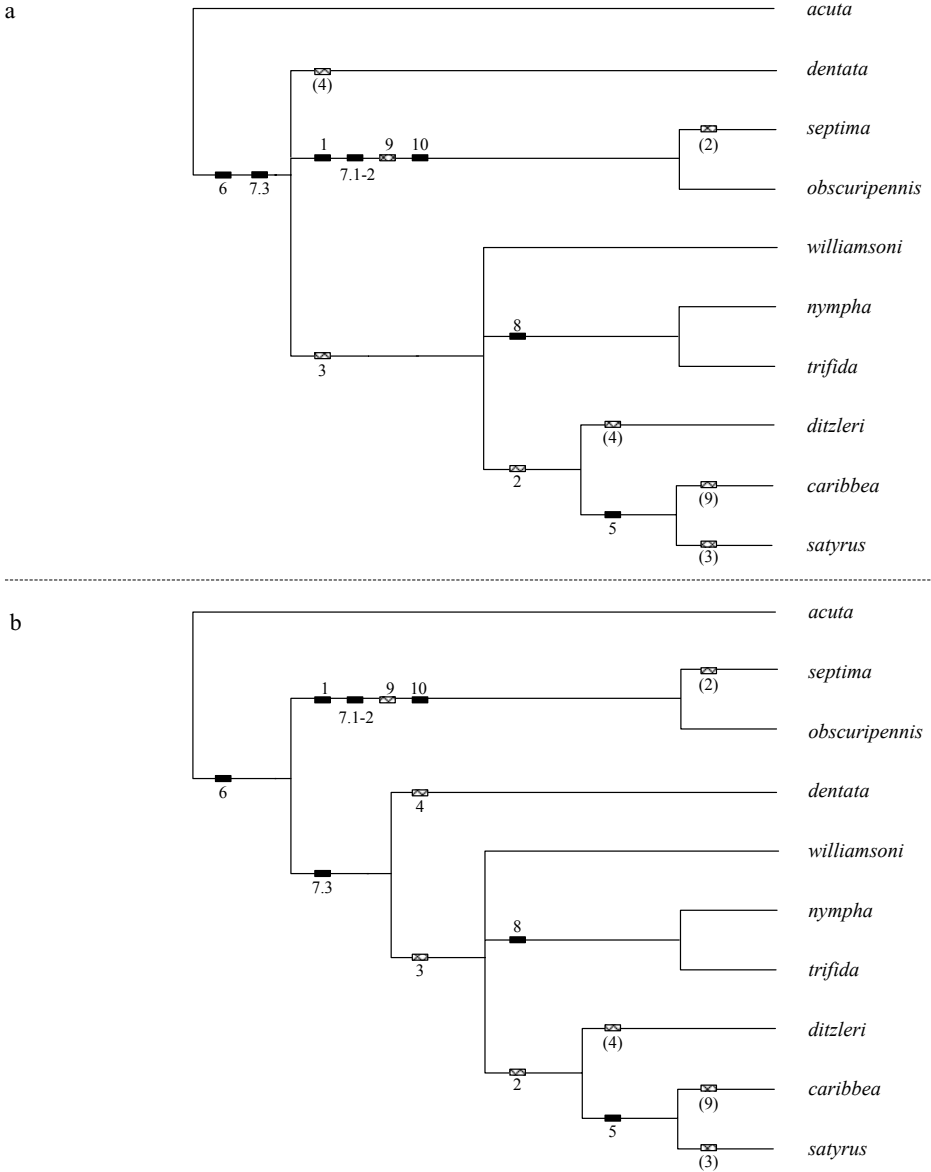 a
acuta
dentata
(4)
1 9 10
septima
7.1-2
(2)
6 7.3
obscuripennis
williamsoni
nympha
8
3
trifida
ditzleri
(4)
2
caribbea
(9)
5
satyrus
(3)
b
acuta
septima
(2)
1 9 10
7.1-2
obscuripennis
6
dentata
4
williamsoni
7.3
nympha
8
3
trifida
ditzleri
(4)
2
caribbea
(9)
5
satyrus
(3)